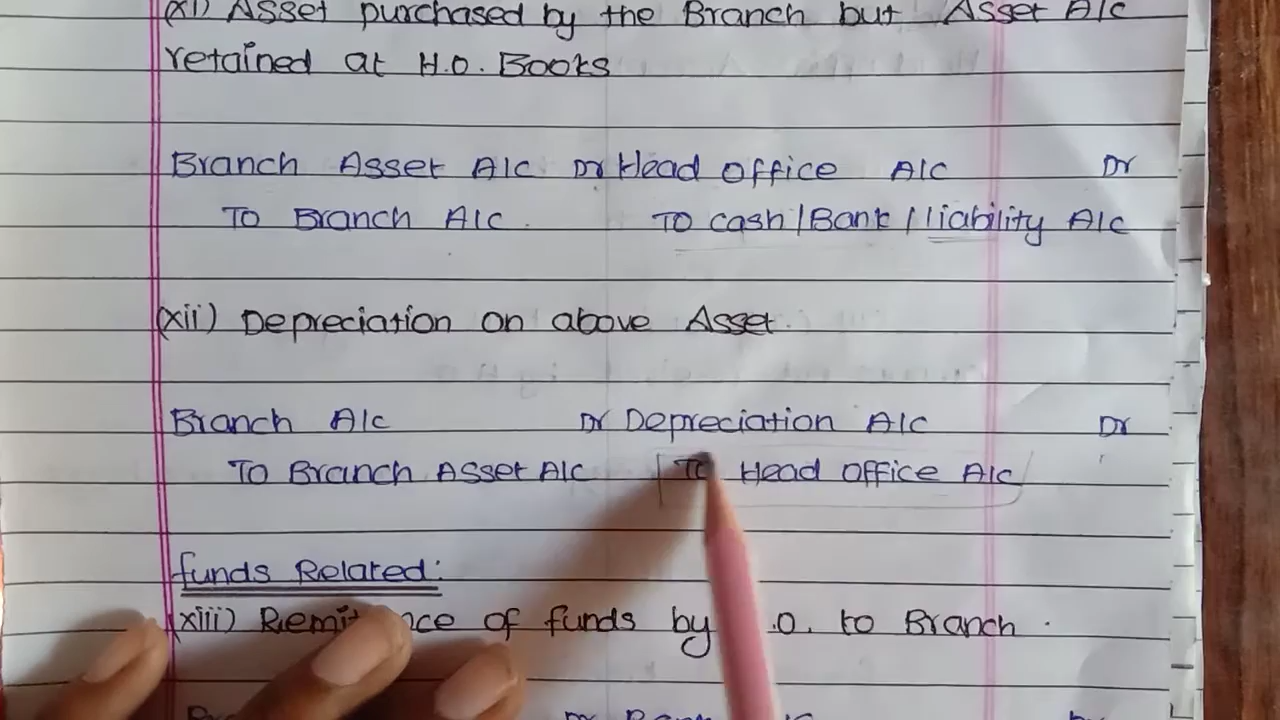 (xi) Asset purchased by the Branch but Asset A/c
retained at H.O. Books
Branch Asset A/c Dr Head office A/c Dr
To Branch A/c. To cash/Bank/liability A/c
(xii) Depreciation on above Asset.
Branch A/c Dr Depreciation A/c Dr
To Branch Asset A/c To Head office A/c
funds Related:
(xiii) of funds by .O. to Branch.